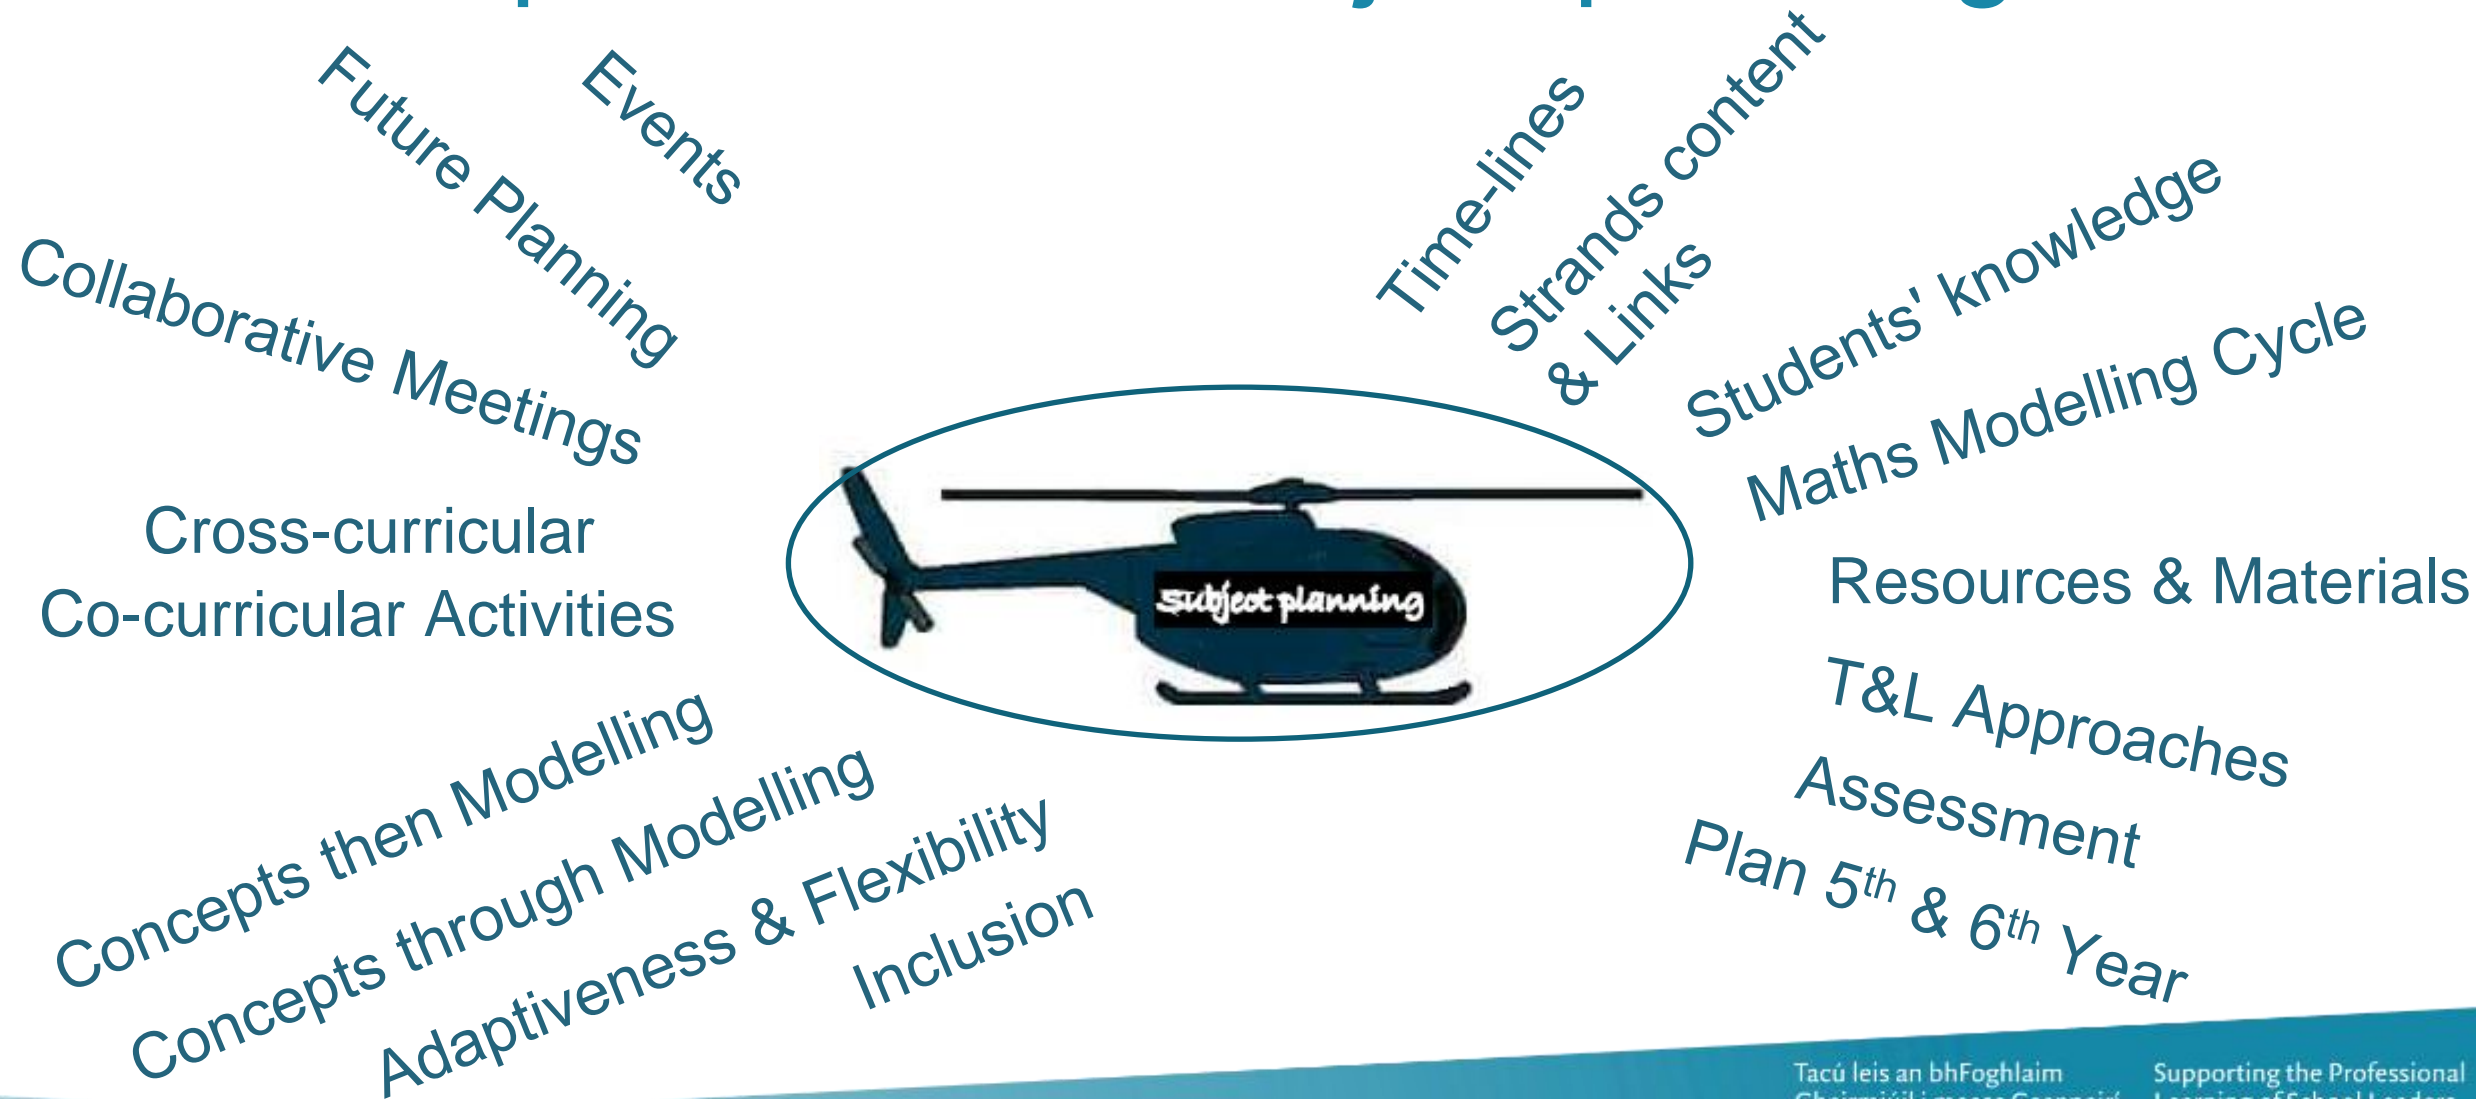 Events
Future Planning
Collaborative Meetings
Cross-curricular
Co-curricular Activities
Concepts then Modelling
Concepts through Modelling
Adaptiveness & Flexibility
Inclusion
subject planning
Time-lines
Strands content
& Links
Students' knowledge
Maths Modelling Cycle
Resources & Materials
T&L Approaches
Assessment
Plan 5th & 6th Year
Tacú leis an bhFoghlaim
Supporting the Professional